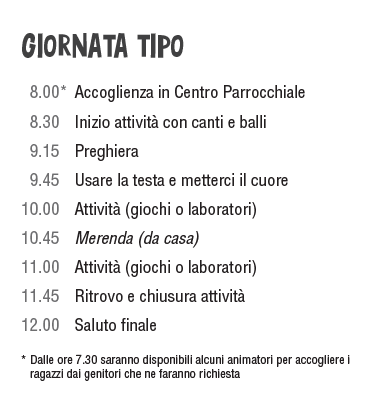 GIORNATA TIPO
8.00* Accoglienza in Centro Parrocchiale
8.30 Inizio attività con canti e balli
9.15 Preghiera
9.45 Usare la testa e metterci il cuore
10.00 Attività (giochi o laboratori)
10.45 Merenda (da casa)
11.00 Attività (giochi o laboratori)
11.45 Ritrovo e chiusura attività
12.00 Saluto finale
* Dalle ore 7.30 saranno disponibili alcuni animatori per accogliere i
ragazzi dai genitori che ne faranno richiesta